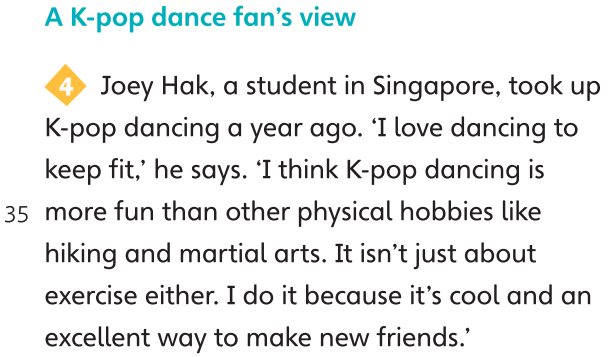 A K-pop dance fan’s view
4 Joey Hak, a student in Singapore, took up
K-pop dancing a year ago. ‘I love dancing to
keep fit,’ he says. ‘I think K-pop dancing is
35 more fun than other physical hobbies like
hiking and martial arts. It isn’t just about
exercise either. I do it because it’s cool and an
excellent way to make new friends.’